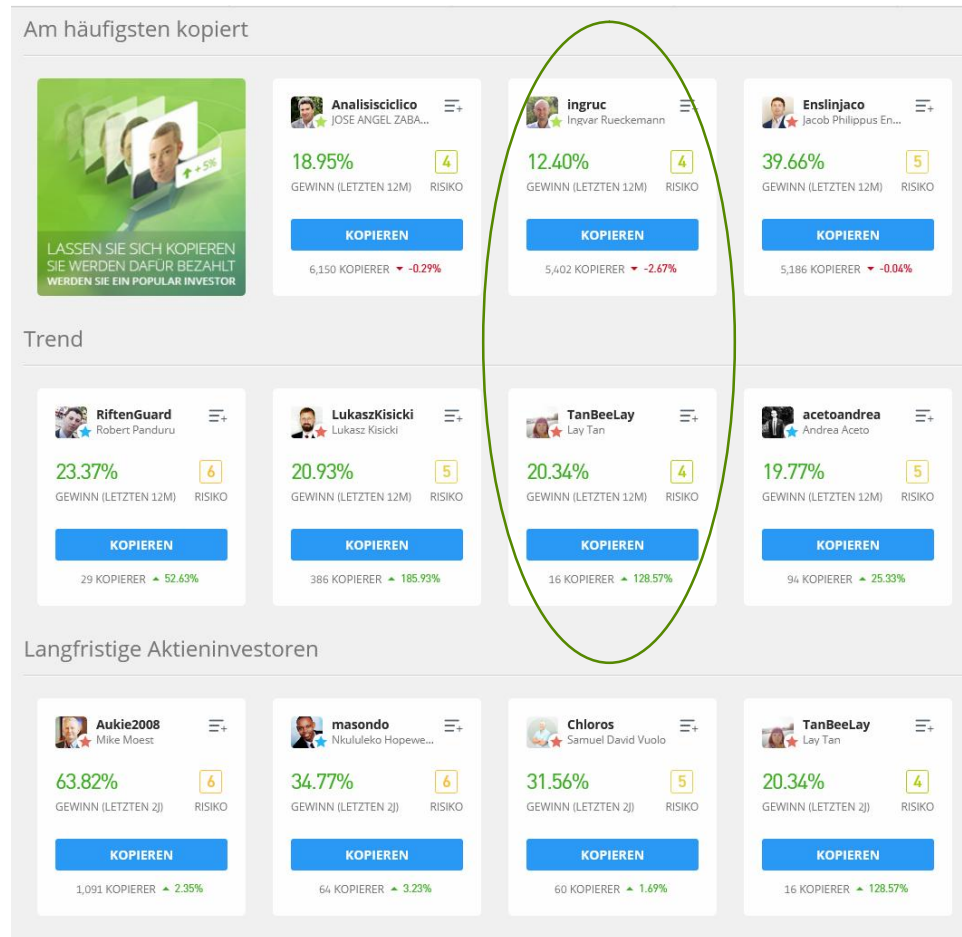 Am häufigsten kopiert
+5%
LASSEN SIE SICH KOPIEREN
SIE WERDEN DAFÜR BEZAHLT
WERDEN SIE EIN POPULAR INVESTOR
Analisisciclico
JOSE ANGEL ZABA...
18.95% 4
GEWINN (LETZTEN 12M) RISIKO
KOPIEREN
6,150 KOPIERER -0.29%
ingruc
Ingvar Rueckemann
12.40% 4
GEWINN (LETZTEN 12M) RISIKO
KOPIEREN
5,402 KOPIERER -2.67%
Enslinjaco
Jacob Philippus En...
39.66% 5
GEWINN (LETZTEN 12M) RISIKO
KOPIEREN
5,186 KOPIERER -0.04%
Trend
RiftenGuard
Robert Panduru
23.37% 6
GEWINN (LETZTEN 12M) RISIKO
KOPIEREN
29 KOPIERER 52.63%
LukaszKisicki
Lukasz Kisicki
20.93% 5
GEWINN (LETZTEN 12M) RISIKO
KOPIEREN
386 KOPIERER 185.93%
TanBeeLay
Lay Tan
20.34% 4
GEWINN (LETZTEN 12M) RISIKO
KOPIEREN
16 KOPIERER 128.57%
acetoandrea
Andrea Aceto
19.77% 5
GEWINN (LETZTEN 12M) RISIKO
KOPIEREN
94 KOPIERER 25.33%
Langfristige Aktieninvestoren
Aukie2008
Mike Moest
63.82% 6
GEWINN (LETZTEN 2J) RISIKO
KOPIEREN
1,091 KOPIERER 2.35%
masondo
Nkululeko Hopewe...
34.77% 6
GEWINN (LETZTEN 2J) RISIKO
KOPIEREN
64 KOPIERER 3.23%
Chloros
Samuel David Vuolo
31.56% 5
GEWINN (LETZTEN 2J) RISIKO
KOPIEREN
60 KOPIERER 1.69%
TanBeeLay
Lay Tan
20.34% 4
GEWINN (LETZTEN 2J) RISIKO
KOPIEREN
16 KOPIERER 128.57%